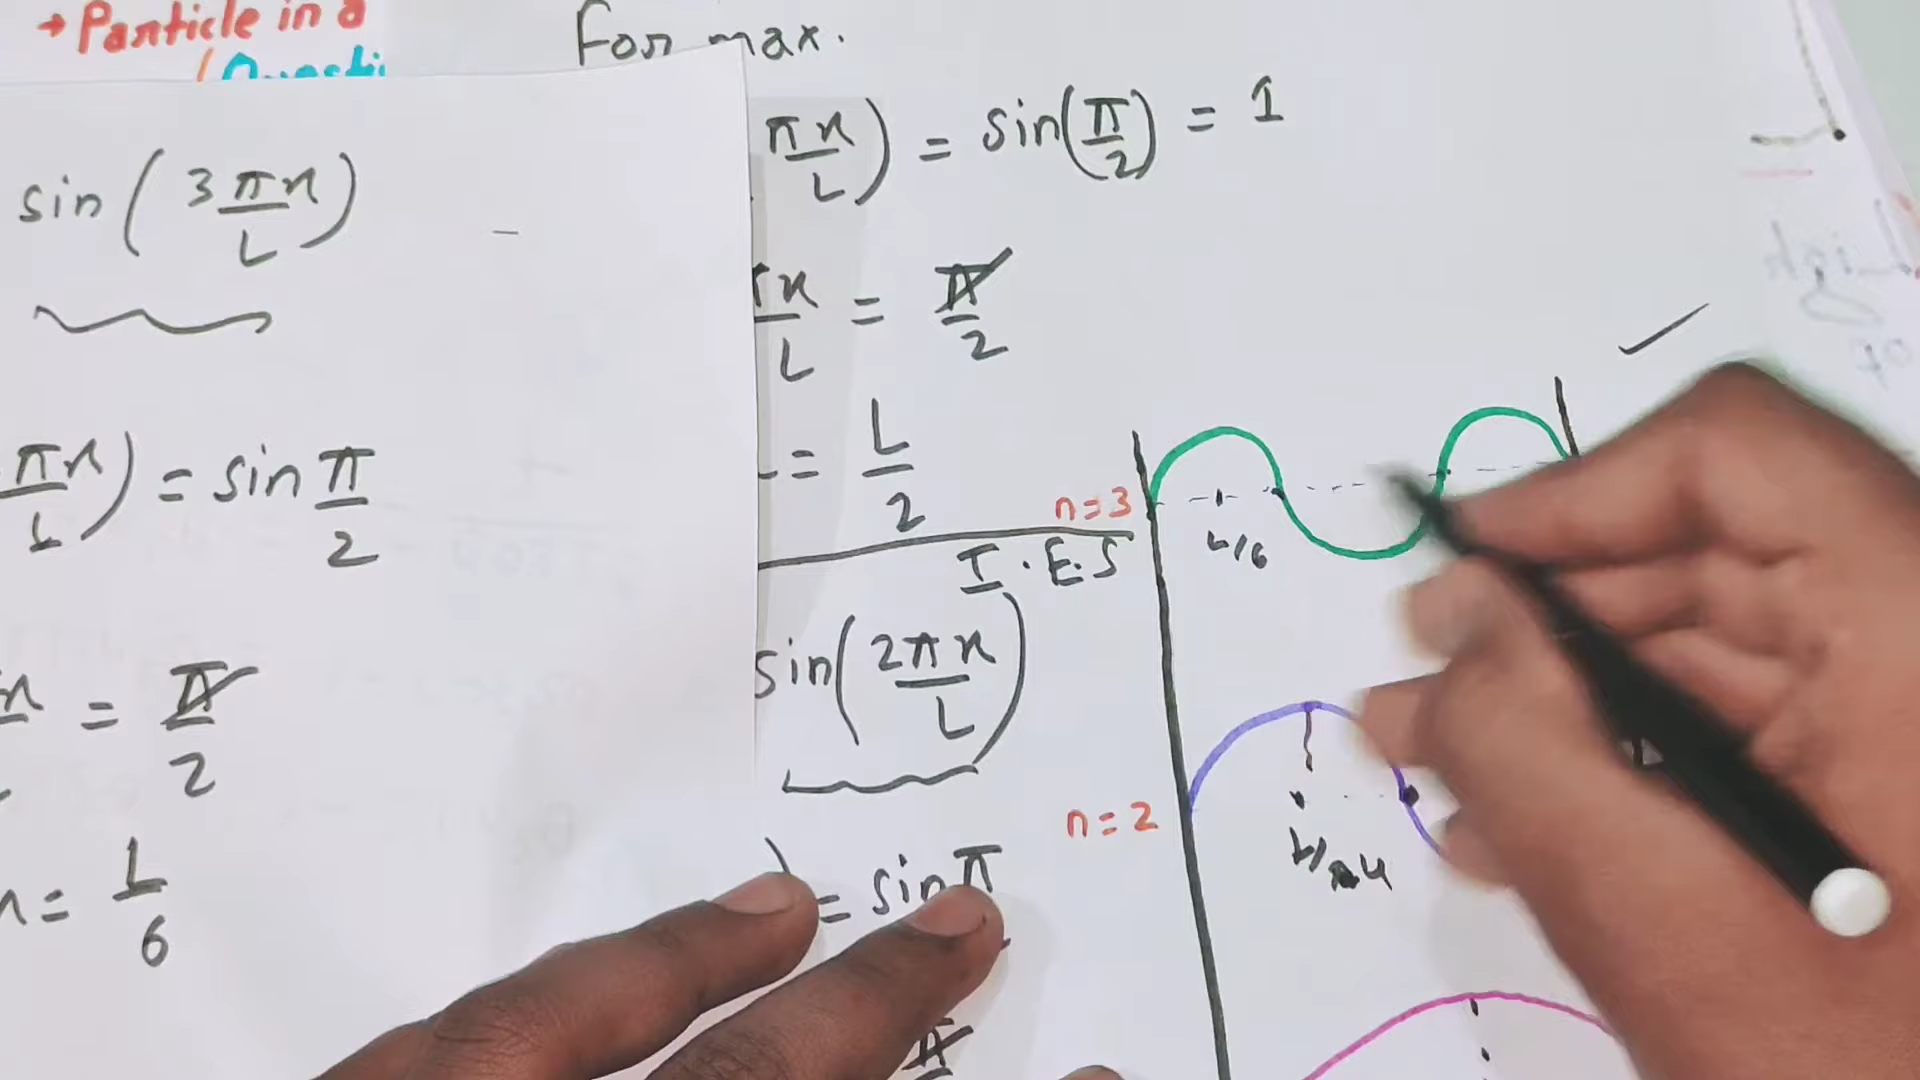 → Particle in a
For max.
sin(3πx/L)
πx/L) = sin(π/2) = 1
πx/L = π/2
= L/2
πx/L) = sin π/2
n=3
L/6
I.E.S
sin(2πx/L)
x = π/2
n=2
L/4
) = sin π
x = L/6
π